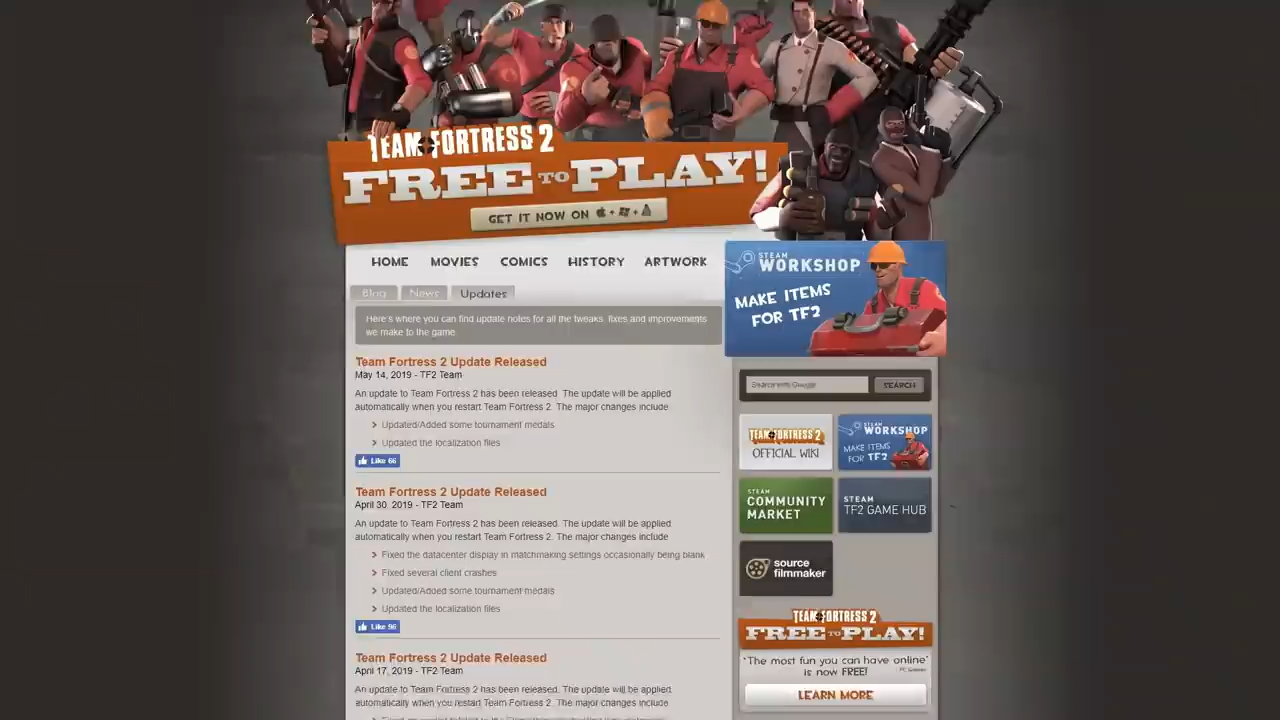 TEAM FORTRESS 2
FREE TO PLAY!
GET IT NOW ON
HOME MOVIES COMICS HISTORY ARTWORK
STEAM
WORKSHOP
MAKE ITEMS
FOR TF2
Blog News Updates
Here's where you can find update notes for all the tweaks, fixes and improvements
we make to the game.
Team Fortress 2 Update Released
May 14, 2019 - TF2 Team
An update to Team Fortress 2 has been released. The update will be applied
automatically when you restart Team Fortress 2. The major changes include
Updated/Added some tournament medals
Updated the localization files
Like 66
Team Fortress 2 Update Released
April 30, 2019 - TF2 Team
An update to Team Fortress 2 has been released. The update will be applied
automatically when you restart Team Fortress 2. The major changes include
Fixed the datacenter display in matchmaking settings occasionally being blank
Fixed several client crashes
Updated/Added some tournament medals
Updated the localization files
Like 96
Team Fortress 2 Update Released
April 17, 2019 - TF2 Team
An update to Team Fortress 2 has been released. The update will be applied
automatically when you restart Team Fortress 2. The major changes include
Search with Google
SEARCH
TEAM FORTRESS 2
OFFICIAL WIKI
STEAM
WORKSHOP
MAKE ITEMS
FOR TF2
STEAM
COMMUNITY
MARKET
STEAM
TF2 GAME HUB
source
filmmaker
TEAM FORTRESS 2
FREE TO PLAY!
"The most fun you can have online"
is now FREE!
PC Gamer
LEARN MORE